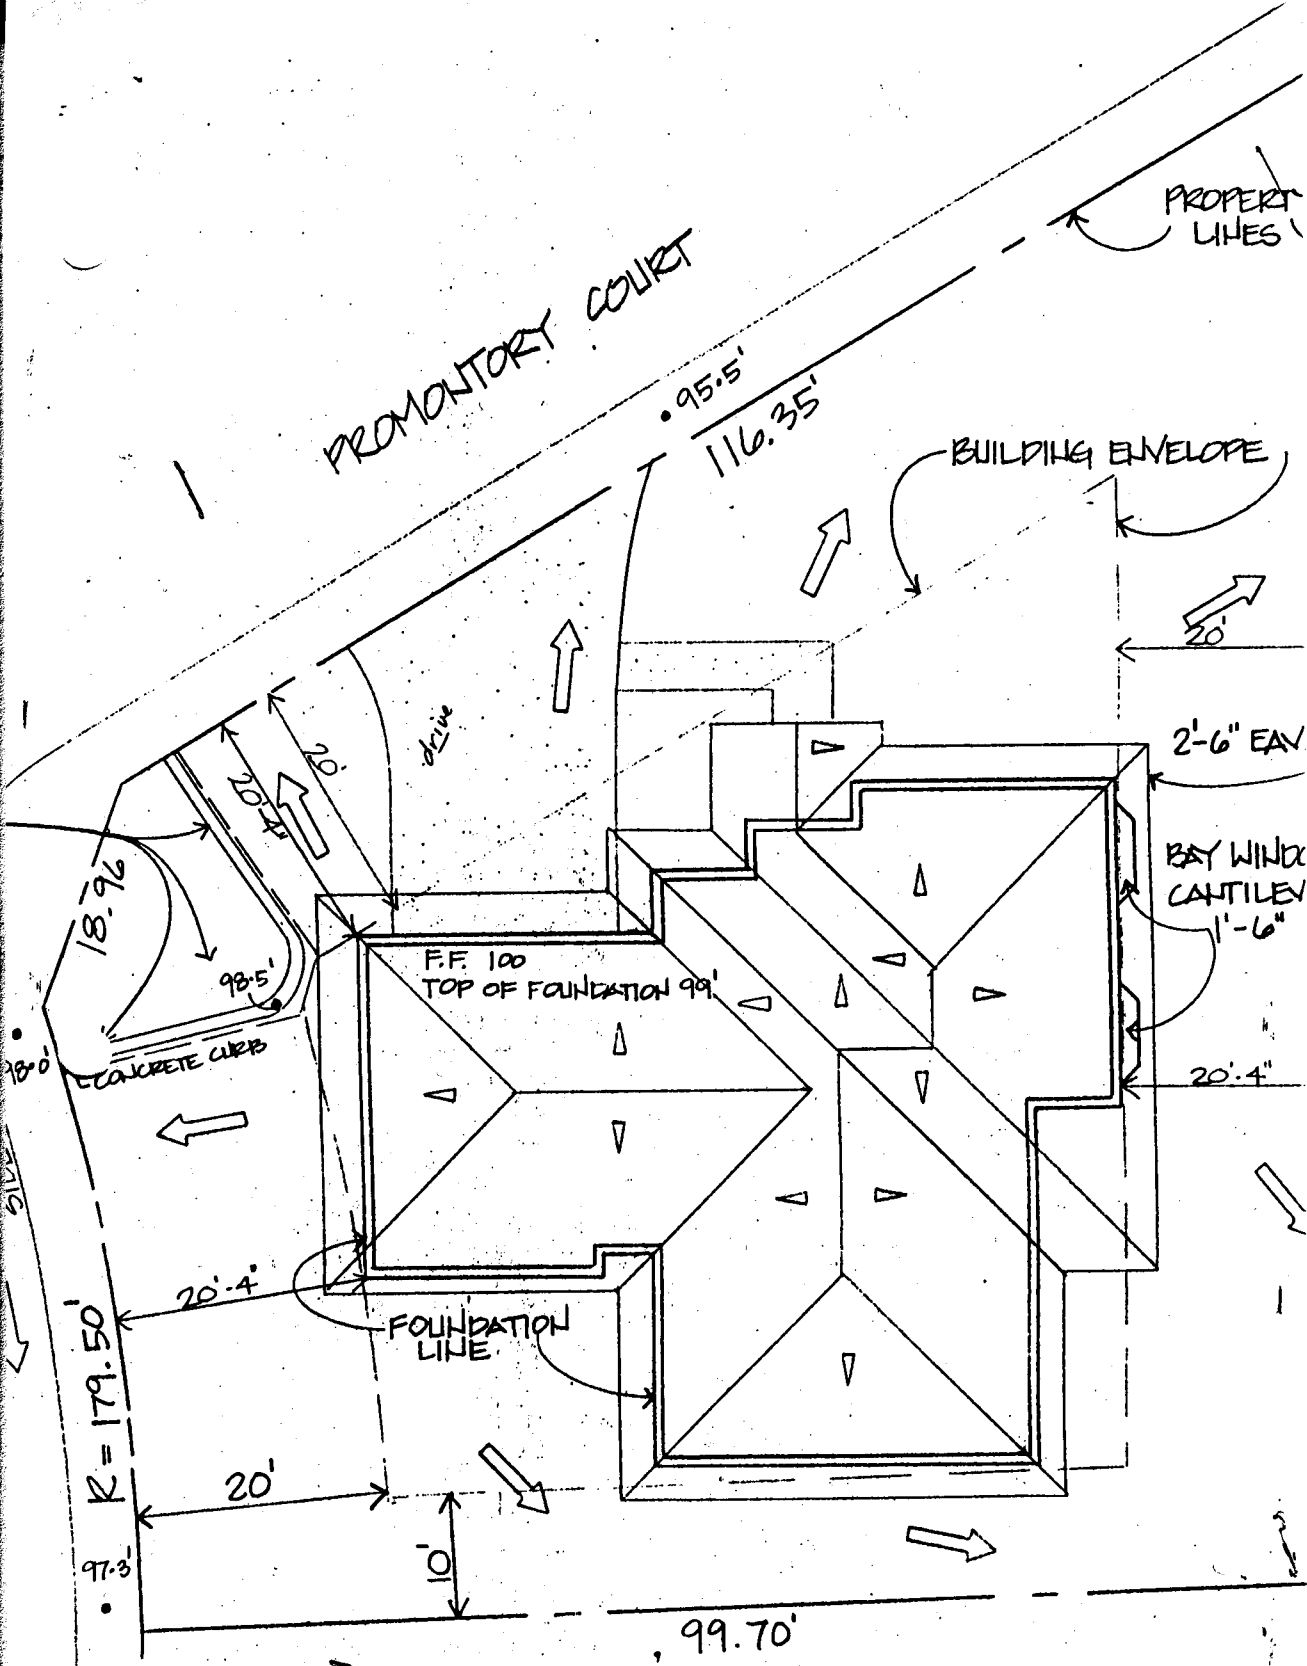 PROPERT
LINES
PROMONTORY COURT
95.5'
116.35'
BUILDING ENVELOPE
20'
drive
20'
20'-4"
2'-6" EAV
BAY WINDO
CANTILEV
1'-6"
18.96
F.F. 100
TOP OF FOUNDATION 99'
98.5'
98.0'
CONCRETE CURB
20'-4"
20'-4"
FOUNDATION
LINE
R = 179.50'
20'
10'
97.3'
99.70'